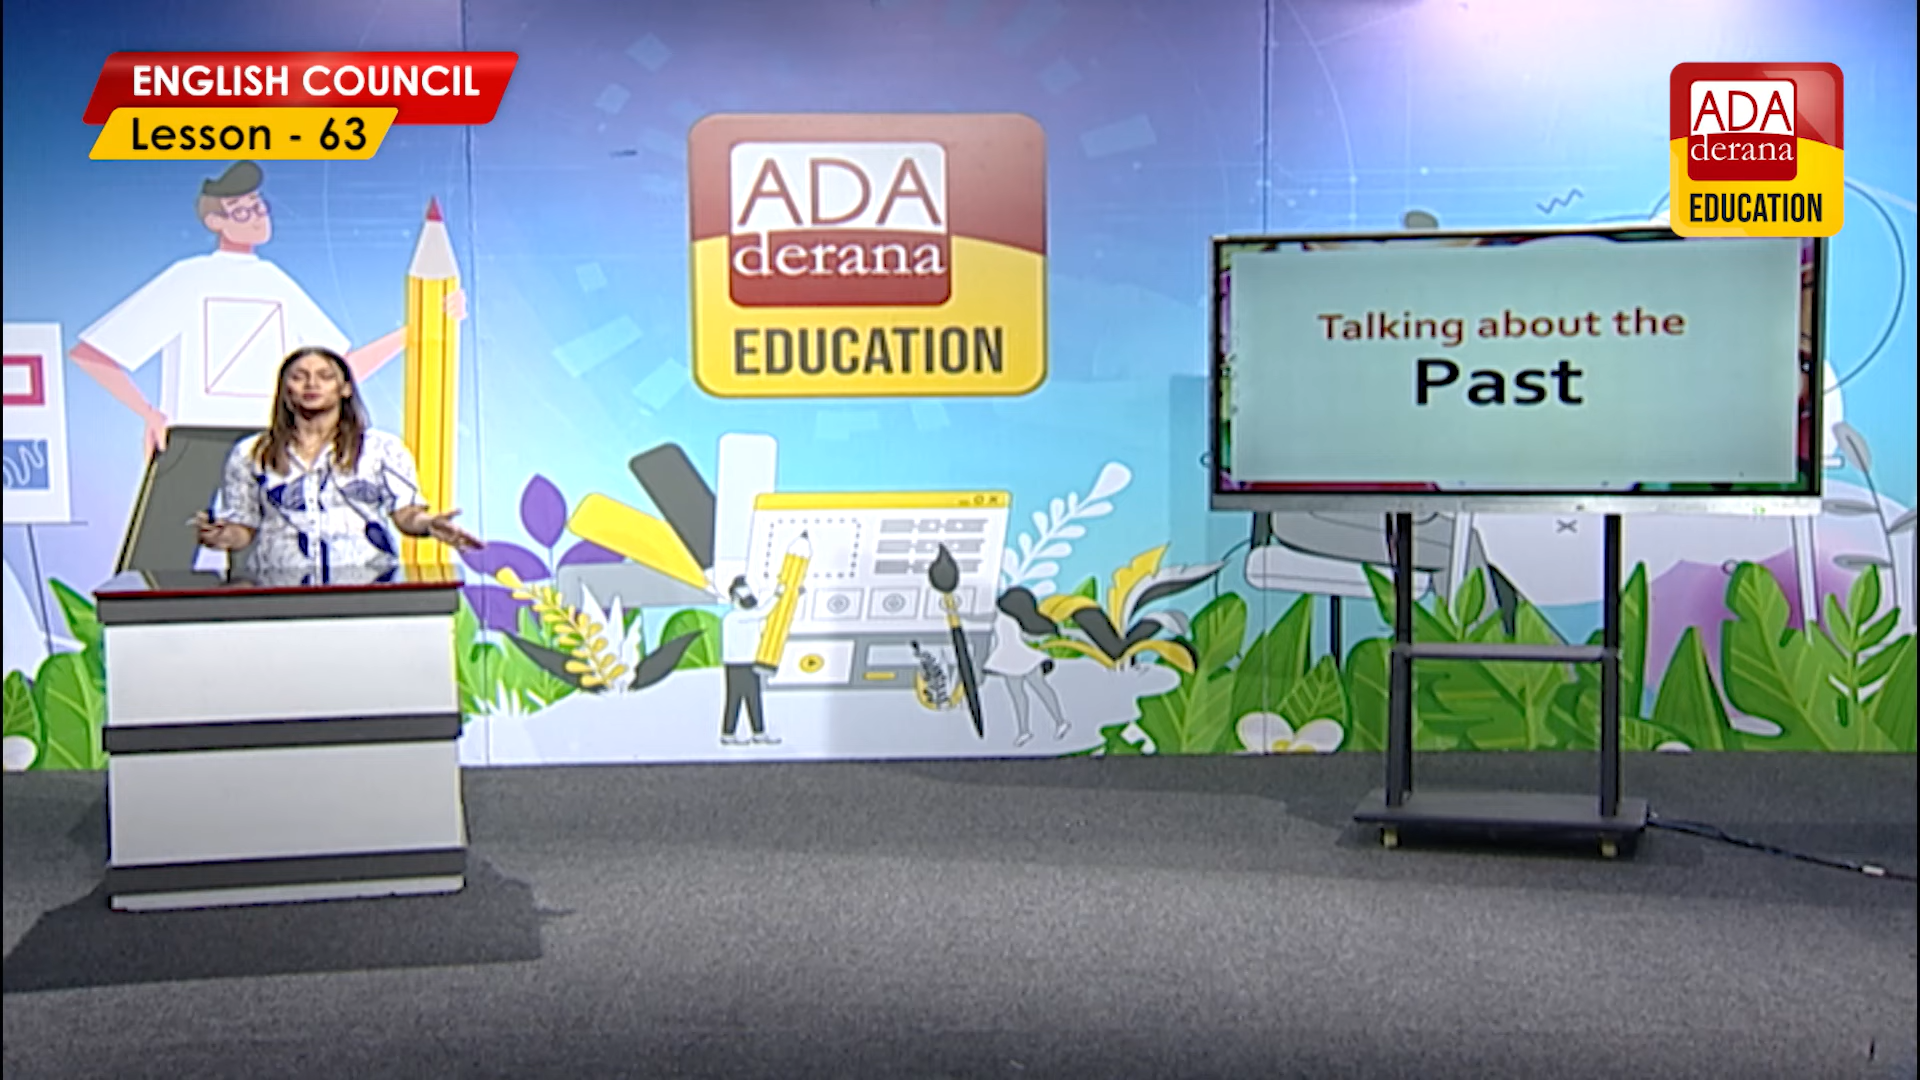 ENGLISH COUNCIL
Lesson - 63
ADA
derana
EDUCATION
ADA
derana
EDUCATION
Talking about the
Past